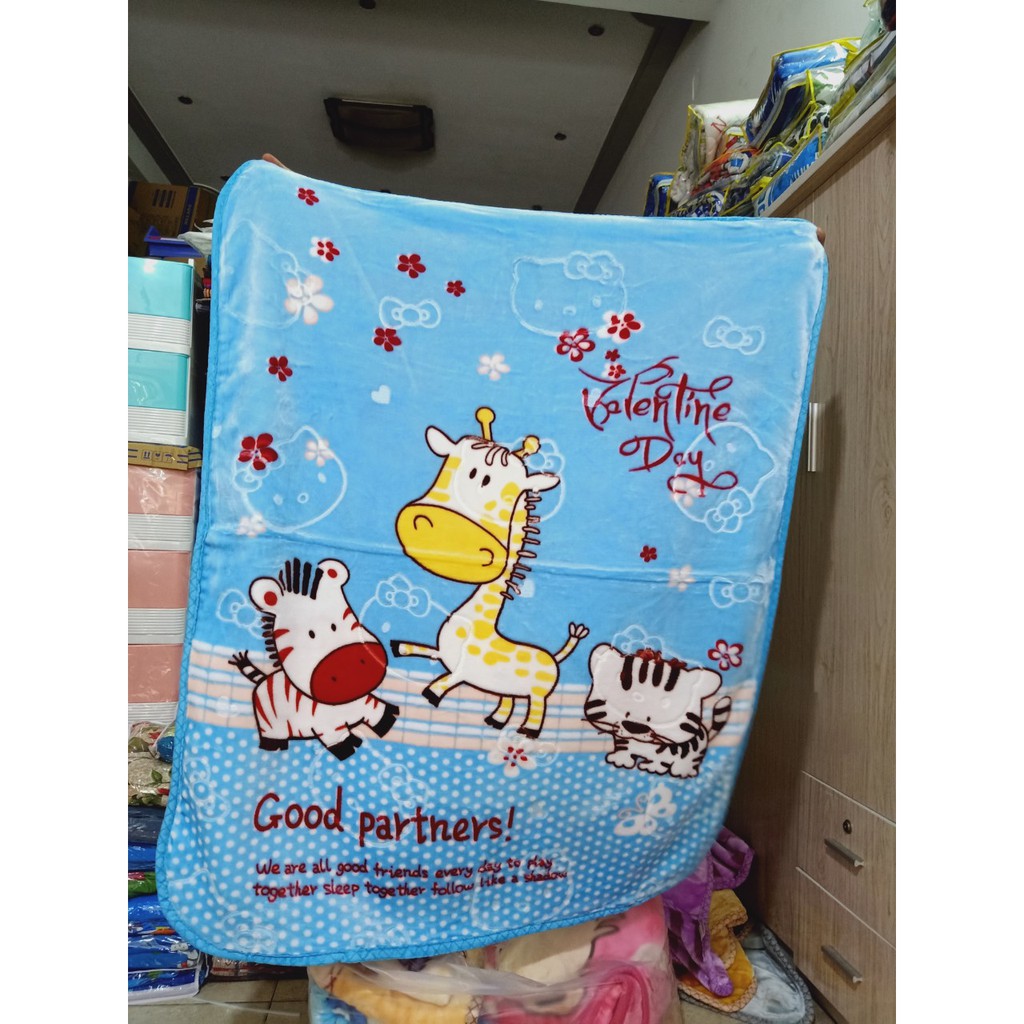 Valentine
Day
Good partners!
We are all good friends every day to play
together sleep together follow like a shadow